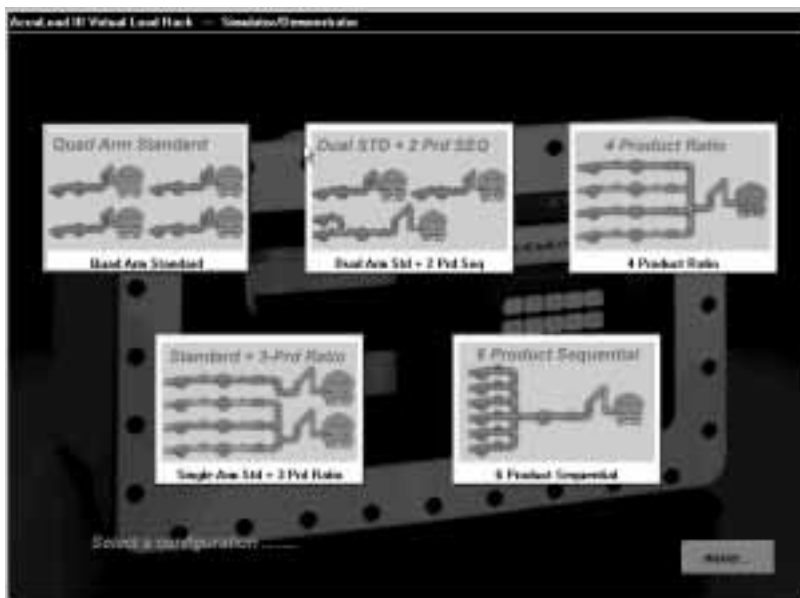 AccuLoad III Virtual Load Rack — Simulator/Demonstrator
Quad Arm Standard
Quad Arm Standard
Dual STD + 2 Prd SEQ
Dual Arm Std + 2 Prd Seq
4 Product Ratio
4 Product Ratio
Standard + 3-Prd Ratio
Single Arm Std + 3 Prd Ratio
6 Product Sequential
6 Product Sequential
Select a configuration .......